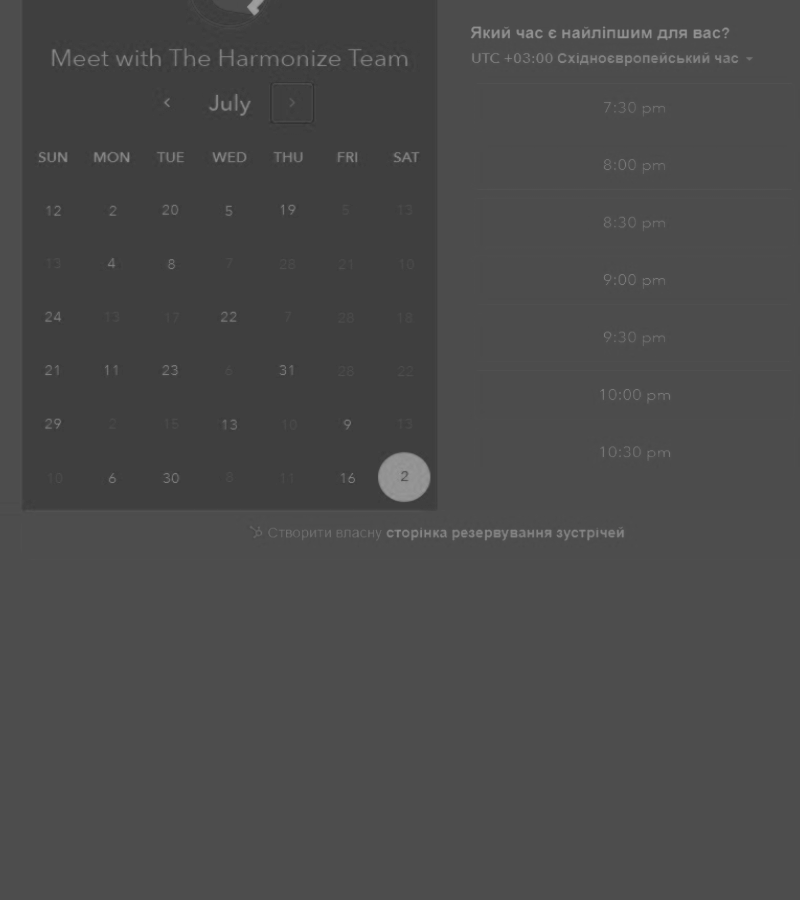 Meet with The Harmonize Team
July
SUN MON TUE WED THU FRI SAT
12 2 20 5 19 5 13
13 4 8 7 28 21 10
24 13 17 22 7 28 18
21 11 23 6 31 28 22
29 2 15 13 10 9 13
10 6 30 8 11 16 2
Який час є найліпшим для вас?
UTC +03:00 Східноєвропейський час
7:30 pm
8:00 pm
8:30 pm
9:00 pm
9:30 pm
10:00 pm
10:30 pm
Створити власну сторінка резервування зустрічей